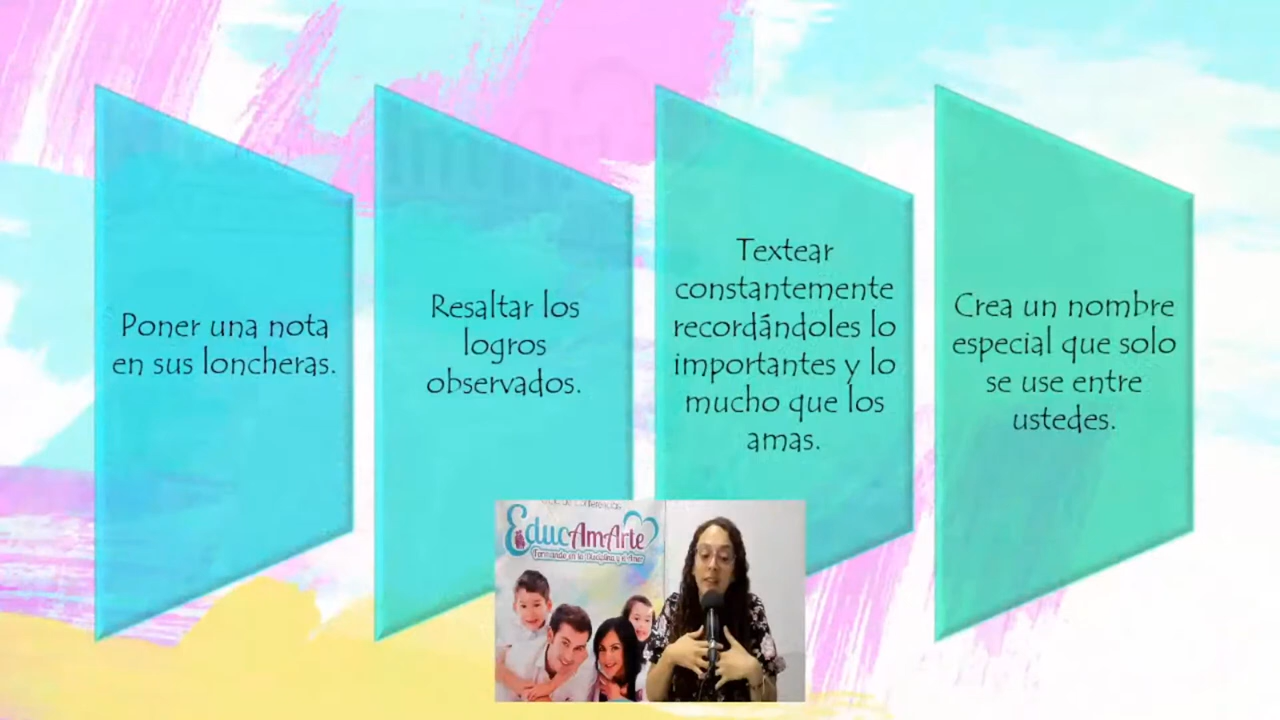 Poner una nota
en sus loncheras.
Resaltar los
logros
observados.
Textear
constantemente
recordándoles lo
importantes y lo
mucho que los
amas.
Crea un nombre
especial que solo
se use entre
ustedes.
Conferencias
EducAmArte
Formando en la Disciplina y el Amor